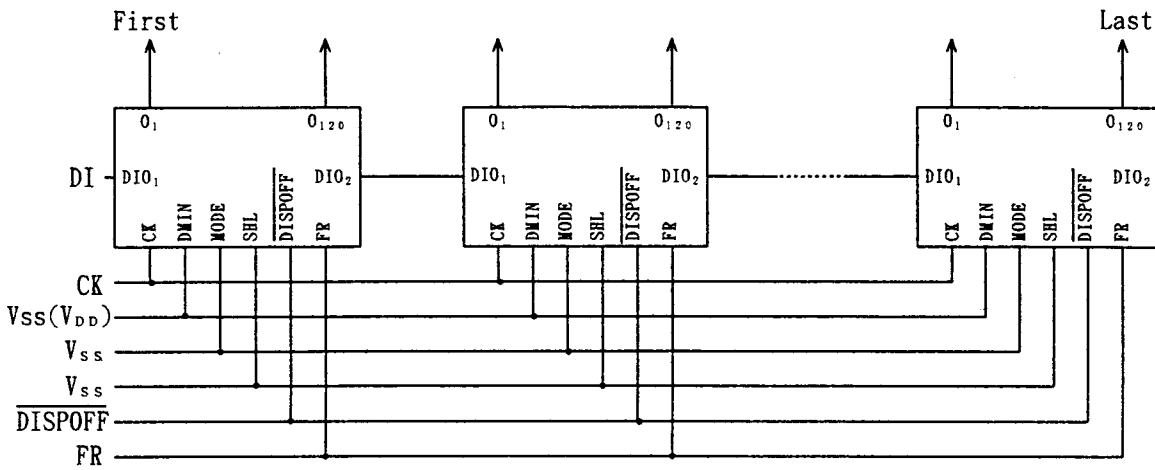 First Last
O₁ O₁₂₀ O₁ O₁₂₀ O₁ O₁₂₀
DI DIO₁ DIO₂ DIO₁ DIO₂ DIO₁ DIO₂
CK DMIN MODE SHL DISPOFF FR CK DMIN MODE SHL DISPOFF FR CK DMIN MODE SHL DISPOFF FR
CK
Vss(VDD)
Vss
Vss
DISPOFF
FR